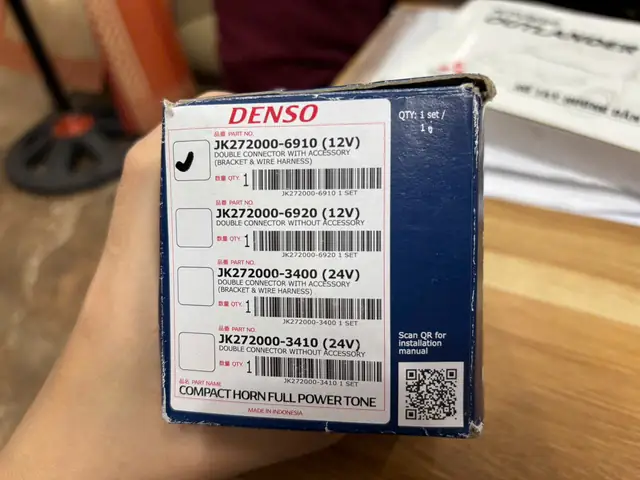 DENSO
品番 PART NO.
JK272000-6910 (12V)
DOUBLE CONNECTOR WITH ACCESSORY
(BRACKET & WIRE HARNESS)
数量 QTY. 1
JK272000-6910 1 SET
品番 PART NO.
JK272000-6920 (12V)
DOUBLE CONNECTOR WITHOUT ACCESSORY
数量 QTY. 1
JK272000-6920 1 SET
品番 PART NO.
JK272000-3400 (24V)
DOUBLE CONNECTOR WITH ACCESSORY
(BRACKET & WIRE HARNESS)
数量 QTY. 1
JK272000-3400 1 SET
品番 PART NO.
JK272000-3410 (24V)
DOUBLE CONNECTOR WITHOUT ACCESSORY
数量 QTY. 1
JK272000-3410 1 SET
品名 PART NAME
COMPACT HORN FULL POWER TONE
MADE IN INDONESIA
QTY: 1 set /
Scan QR for
installation
manual
OUTLANDER